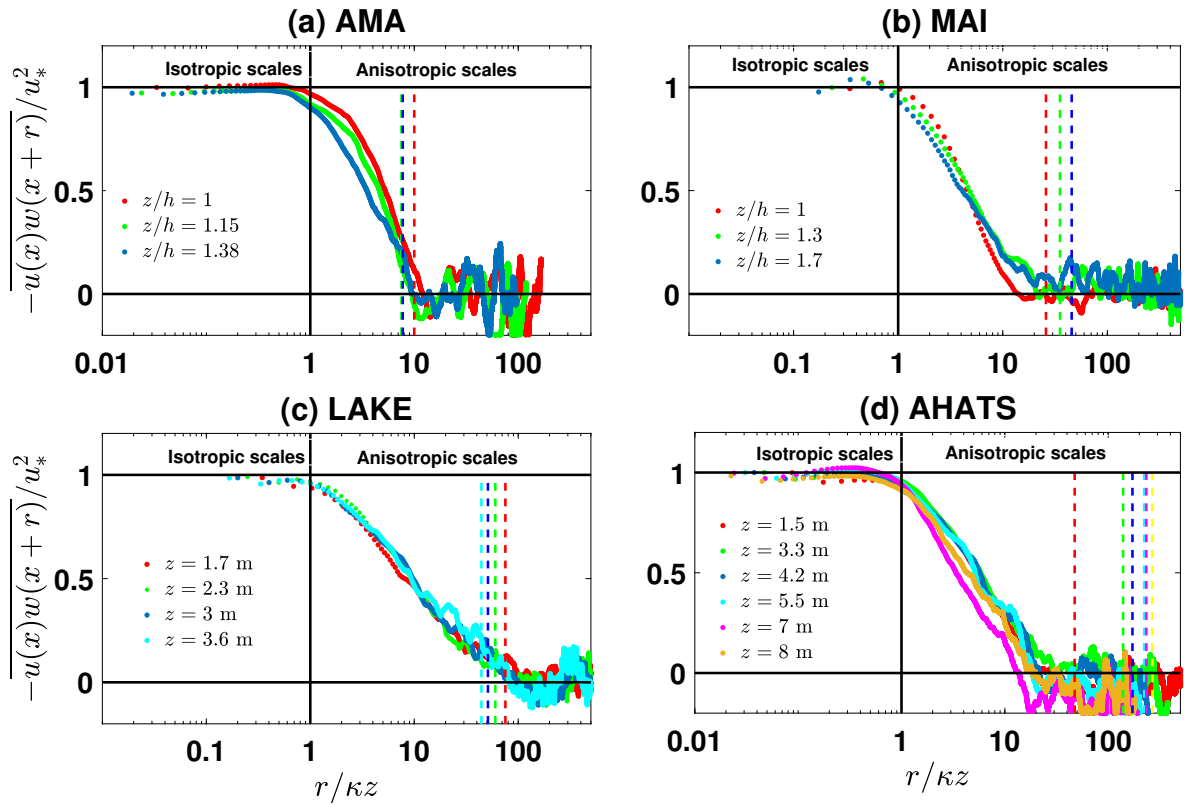 (a) AMA
Isotropic scales
Anisotropic scales
1
0.5
0
−u(x)w(x + r)/u²∗
z/h = 1
z/h = 1.15
z/h = 1.38
0.01
1
10
100
(b) MAI
Isotropic scales
Anisotropic scales
1
0.5
0
z/h = 1
z/h = 1.3
z/h = 1.7
0.1
1
10
100
(c) LAKE
Isotropic scales
Anisotropic scales
1
0.5
0
−u(x)w(x + r)/u²∗
z = 1.7 m
z = 2.3 m
z = 3 m
z = 3.6 m
0.1
1
10
100
r/κz
(d) AHATS
Isotropic scales
Anisotropic scales
1
0.5
0
z = 1.5 m
z = 3.3 m
z = 4.2 m
z = 5.5 m
z = 7 m
z = 8 m
0.01
1
10
100
r/κz